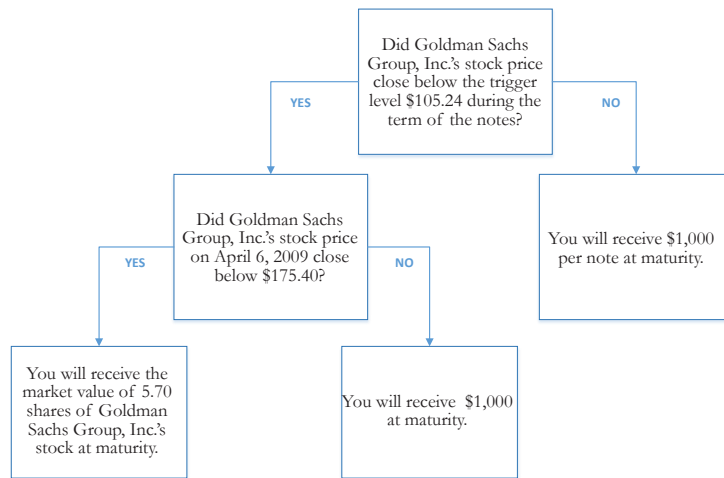 Did Goldman Sachs
Group, Inc.'s stock price
close below the trigger
level $105.24 during the
term of the notes?
YES
NO
Did Goldman Sachs
Group, Inc.'s stock price
on April 6, 2009 close
below $175.40?
You will receive $1,000
per note at maturity.
YES
NO
You will receive the
market value of 5.70
shares of Goldman
Sachs Group, Inc.'s
stock at maturity.
You will receive $1,000
at maturity.